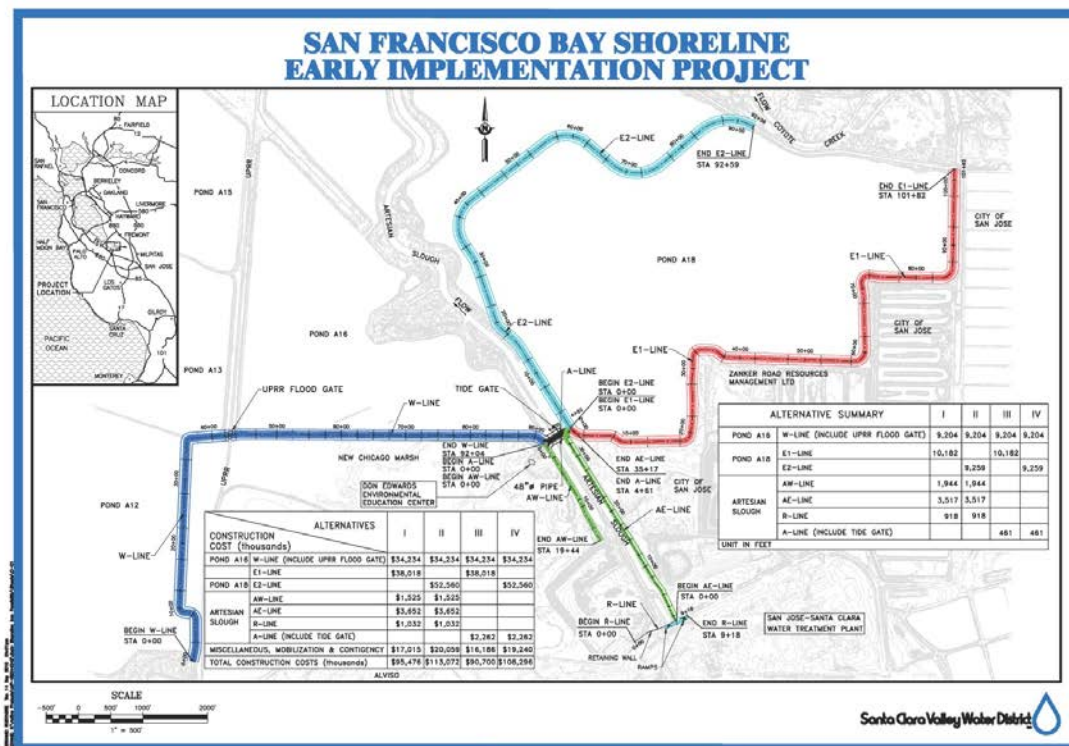 SAN FRANCISCO BAY SHORELINE
EARLY IMPLEMENTATION PROJECT
LOCATION MAP
80
FAIRFIELD
SAN RAFAEL
CONCORD
BERKELEY
OAKLAND
SAN FRANCISCO
LIVERMORE
580
HAYWARD
880
680
FREMONT
HALF MOON BAY
PALO ALTO
MILPITAS
SAN JOSE
PROJECT LOCATION
LOS GATOS
17
GILROY
SANTA CRUZ
101
PACIFIC OCEAN
MONTEREY
UPRR
POND A15
POND A16
POND A13
POND A12
POND A18
ARTESIAN
SLOUGH
FLOW
FLOW
COYOTE
CREEK
E2-LINE
END E2-LINE
STA 92+59
END E1-LINE
STA 101+82
CITY OF
SAN JOSE
E1-LINE
CITY OF
SAN JOSE
E2-LINE
E1-LINE
ZANKER ROAD RESOURCES
MANAGEMENT LTD
A-LINE
TIDE GATE
BEGIN E2-LINE
STA 0+00
BEGIN E1-LINE
STA 0+00
UPRR FLOOD GATE
W-LINE
NEW CHICAGO MARSH
UPRR
END W-LINE
STA 92+04
BEGIN A-LINE
STA 0+00
BEGIN AW-LINE
STA 0+00
DON EDWARDS
ENVIRONMENTAL
EDUCATION CENTER
48"ø PIPE
AW-LINE
END AE-LINE
STA 35+17
END A-LINE
STA 4+61
CITY OF
SAN JOSE
ARTESIAN
SLOUGH
AE-LINE
END AW-LINE
STA 19+44
W-LINE
BEGIN W-LINE
STA 0+00
BEGIN AE-LINE
STA 0+00
R-LINE
BEGIN R-LINE
STA 0+00
END R-LINE
STA 9+18
RETAINING WALL
RAMPS
SAN JOSE-SANTA CLARA
WATER TREATMENT PLANT
ALTERNATIVE SUMMARY I II III IV
POND A16 W-LINE (INCLUDE UPRR FLOOD GATE) 9,204 9,204 9,204 9,204
POND A18 E1-LINE 10,182 10,182
E2-LINE 9,259 9,259
ARTESIAN SLOUGH AW-LINE 1,944 1,944
AE-LINE 3,517 3,517
R-LINE 918 918
A-LINE (INCLUDE TIDE GATE) 461 461
UNIT IN FEET
ALTERNATIVES I II III IV
CONSTRUCTION COST (thousands)
POND A16 W-LINE (INCLUDE UPRR FLOOD GATE) $34,234 $34,234 $34,234 $34,234
POND A18 E1-LINE $38,018 $38,018
E2-LINE $52,560 $52,560
ARTESIAN SLOUGH AW-LINE $1,525 $1,525
AE-LINE $3,652 $3,652
R-LINE $1,032 $1,032
A-LINE (INCLUDE TIDE GATE) $2,262 $2,262
MISCELLANEOUS, MOBILIZATION & CONTIGENCY $17,015 $20,059 $16,186 $19,240
TOTAL CONSTRUCTION COSTS (thousands) $95,476 $113,072 $90,700 $108,296
ALVISO
SCALE
-500' 0 1000' 2000'
1" = 500'
Santa Clara Valley Water District